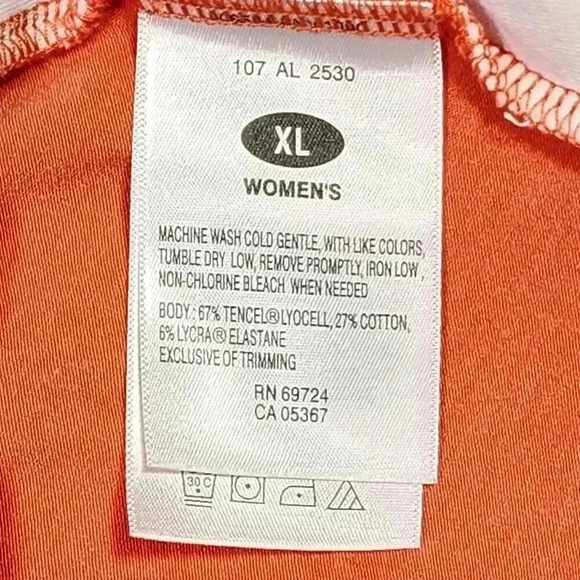 107 AL 2530
XL
WOMEN'S
MACHINE WASH COLD GENTLE, WITH LIKE COLORS,
TUMBLE DRY LOW, REMOVE PROMPTLY, IRON LOW,
NON-CHLORINE BLEACH WHEN NEEDED
BODY: 67% TENCEL®LYOCELL, 27% COTTON,
6% LYCRA®ELASTANE
EXCLUSIVE OF TRIMMING
RN 69724
CA 05367
30 C